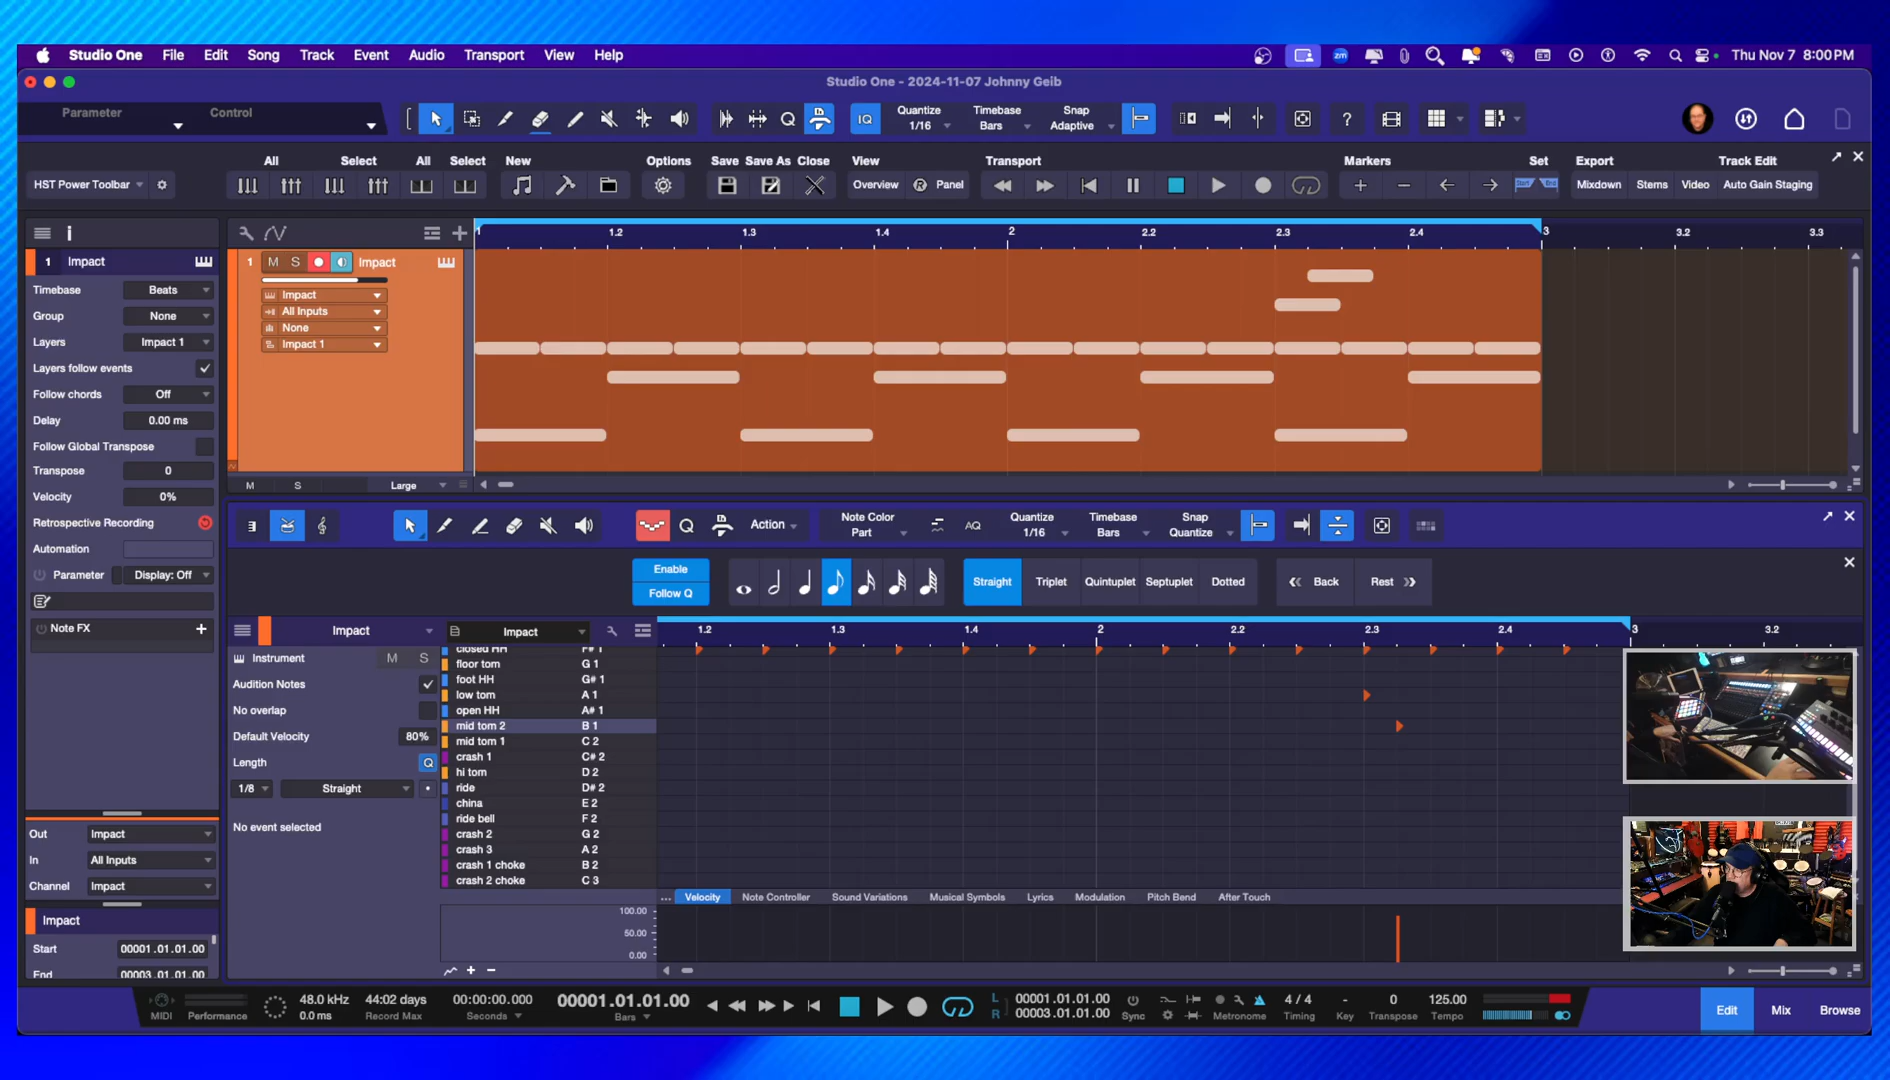 Studio One File Edit Song Track Event Audio Transport View Help
zm Thu Nov 7 8:00 PM
Studio One - 2024-11-07 Johnny Geib
Parameter Control
IQ Quantize Timebase Snap
1/16 Bars Adaptive
?
All Select All Select New Options Save Save As Close View Transport Markers Set Export Track Edit
HST Power Toolbar Overview R Panel Start End Mixdown Stems Video Auto Gain Staging
i
1 Impact
Timebase Beats
Group None
Layers Impact 1
Layers follow events
Follow chords Off
Delay 0.00 ms
Follow Global Transpose
Transpose 0
Velocity 0%
Retrospective Recording
Automation
Parameter Display: Off
Note FX
Out Impact
In All Inputs
Channel Impact
Impact
Start 00001.01.01.00
End 00003.01.01.00
1 1.2 1.3 1.4 2 2.2 2.3 2.4 3 3.2 3.3
1 M S Impact
Impact
All Inputs
None
Impact 1
M S Large
Action Note Color AQ Quantize Timebase Snap
Part 1/16 Bars Quantize
Enable
Follow Q
Straight Triplet Quintuplet Septuplet Dotted Back Rest
Impact Impact
1.2 1.3 1.4 2 2.2 2.3 2.4 3 3.2
Instrument M S
Audition Notes
No overlap
Default Velocity 80%
Length Q
1/8 Straight
No event selected
closed HH F# 1
floor tom G 1
foot HH G# 1
low tom A 1
open HH A# 1
mid tom 2 B 1
mid tom 1 C 2
crash 1 C# 2
hi tom D 2
ride D# 2
china E 2
ride bell F 2
crash 2 G 2
crash 3 A 2
crash 1 choke B 2
crash 2 choke C 3
... Velocity Note Controller Sound Variations Musical Symbols Lyrics Modulation Pitch Bend After Touch
100.00
50.00
0.00
MIDI Performance
48.0 kHz
0.0 ms
44:02 days
Record Max
00:00:00.000
Seconds
00001.01.01.00
Bars
L 00001.01.01.00
R 00003.01.01.00
Sync Metronome
4 / 4
Timing
-
Key
0
Transpose
125.00
Tempo
Edit Mix Browse